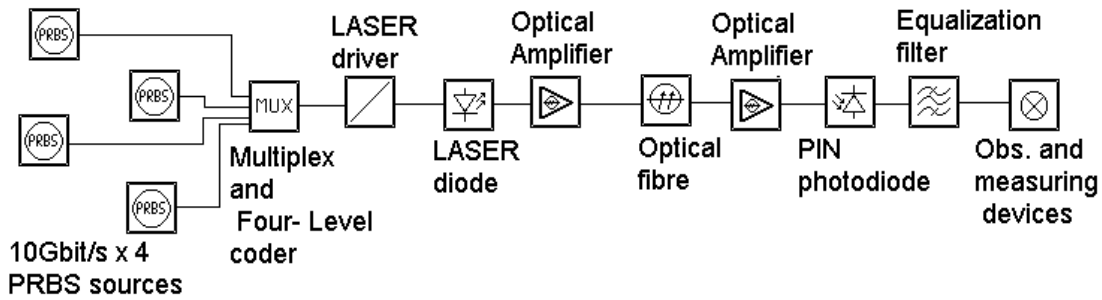 PRBS
PRBS
PRBS
PRBS
10Gbit/s x 4
PRBS sources
MUX
Multiplex
and
Four- Level
coder
LASER
driver
LASER
diode
Optical
Amplifier
Optical
fibre
Optical
Amplifier
PIN
photodiode
Equalization
filter
Obs. and
measuring
devices